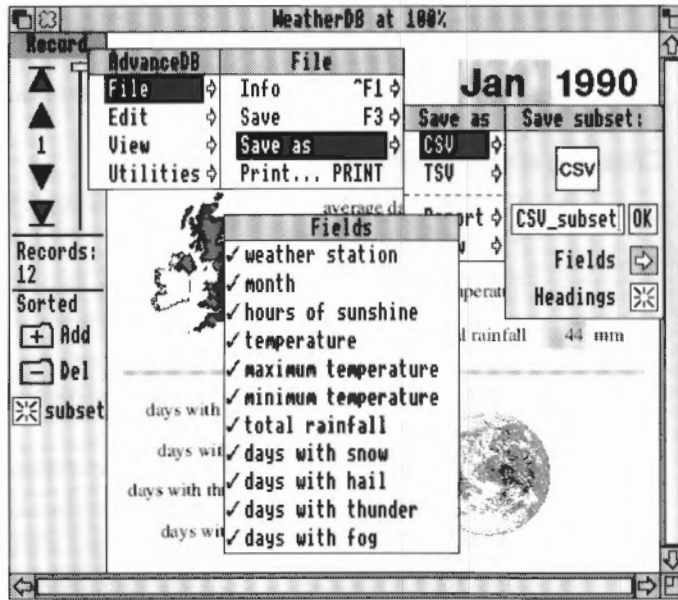 WeatherDB at 100%
Record
1
Records:
12
Sorted
Add
Del
subset
AdvanceDB
File
Edit
View
Utilities
File
Info ^F1
Save F3
Save as
Print... PRINT
Jan 1990
Save as
CSV
TSV
Save subset:
CSV
CSV_subset OK
Fields
Headings
average da
rainfall 44 mm
days with
days wit
days with th
days wit
Fields
✓ weather station
✓ month
✓ hours of sunshine
✓ temperature
✓ maximum temperature
✓ minimum temperature
✓ total rainfall
✓ days with snow
✓ days with hail
✓ days with thunder
✓ days with fog